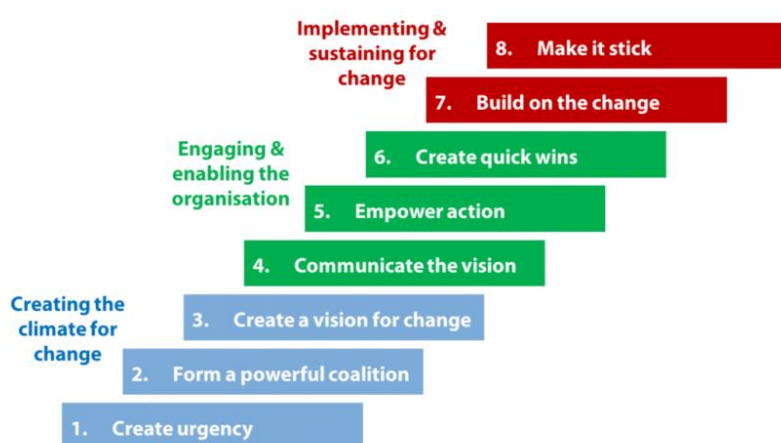 Implementing &
sustaining for
change
8. Make it stick
7. Build on the change
Engaging &
enabling the
organisation
6. Create quick wins
5. Empower action
4. Communicate the vision
Creating the
climate for
change
3. Create a vision for change
2. Form a powerful coalition
1. Create urgency